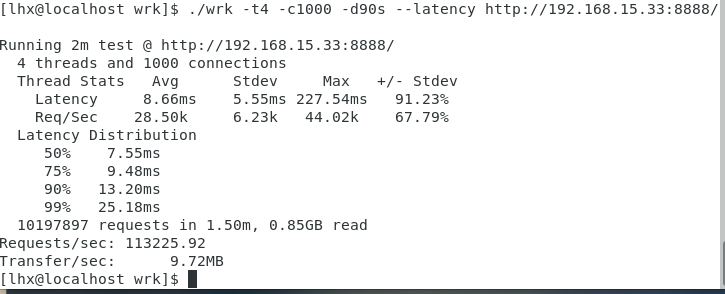 [lhx@localhost wrk]$ ./wrk -t4 -c1000 -d90s --latency http://192.168.15.33:8888/
Running 2m test @ http://192.168.15.33:8888/
  4 threads and 1000 connections
  Thread Stats   Avg      Stdev     Max   +/- Stdev
    Latency     8.66ms    5.55ms 227.54ms   91.23%
    Req/Sec    28.50k     6.23k   44.02k    67.79%
  Latency Distribution
     50%    7.55ms
     75%    9.48ms
     90%   13.20ms
     99%   25.18ms
  10197897 requests in 1.50m, 0.85GB read
Requests/sec: 113225.92
Transfer/sec:      9.72MB
[lhx@localhost wrk]$